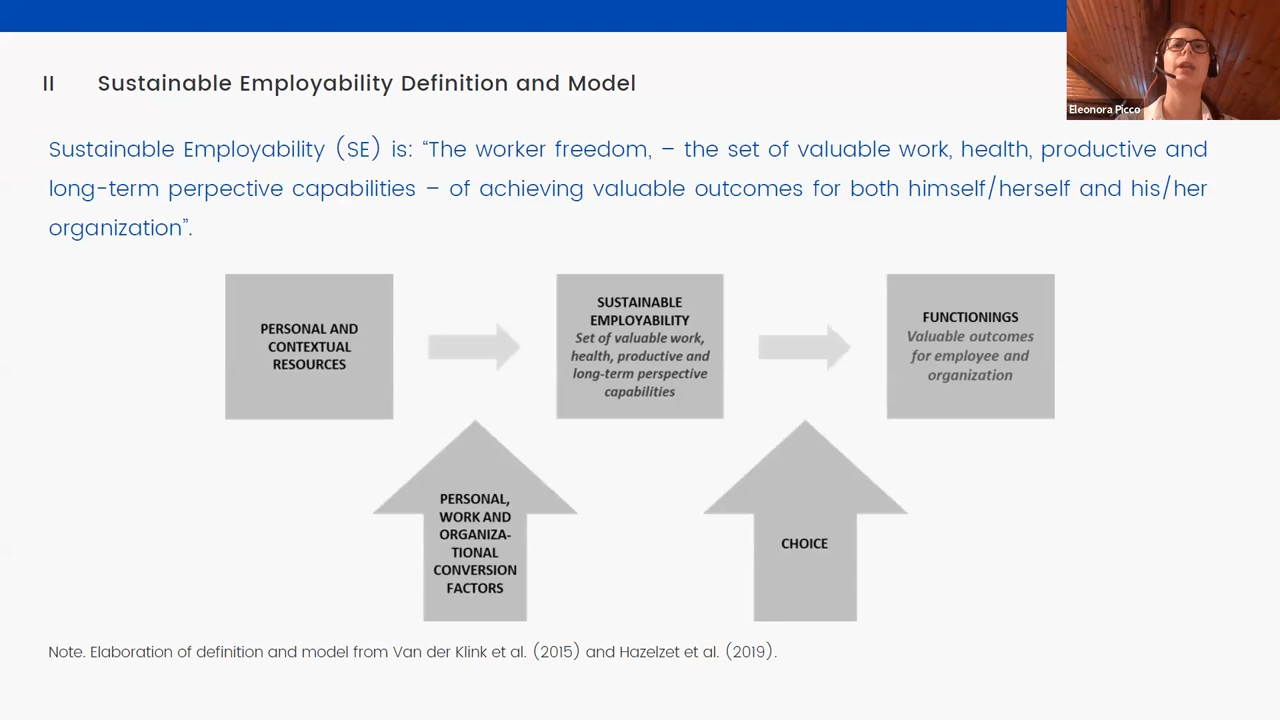 II Sustainable Employability Definition and Model
Eleonora Picco
Sustainable Employability (SE) is: “The worker freedom, – the set of valuable work, health, productive and
long-term perpective capabilities – of achieving valuable outcomes for both himself/herself and his/her
organization”.
PERSONAL AND
CONTEXTUAL
RESOURCES
SUSTAINABLE
EMPLOYABILITY
Set of valuable work,
health, productive and
long-term perspective
capabilities
FUNCTIONINGS
Valuable outcomes
for employee and
organization
PERSONAL,
WORK AND
ORGANIZA-
TIONAL
CONVERSION
FACTORS
CHOICE
Note. Elaboration of definition and model from Van der Klink et al. (2015) and Hazelzet et al. (2019).